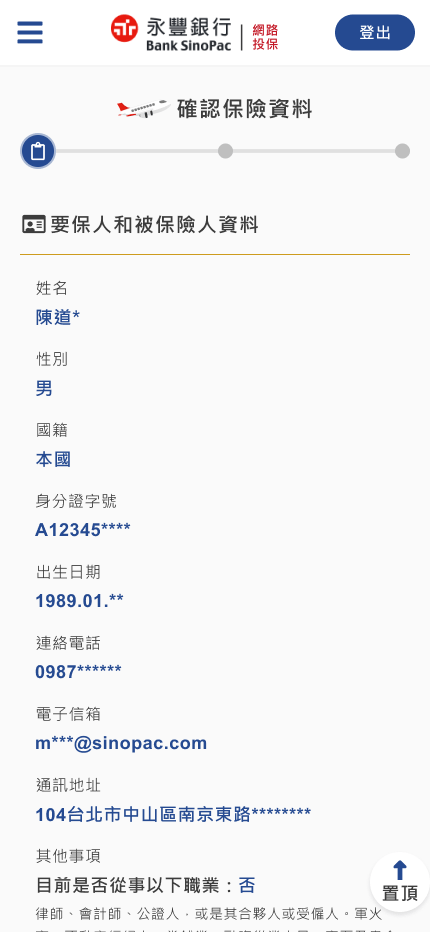 永豐銀行
Bank SinoPac
網路
投保
登出
確認保險資料
要保人和被保險人資料
姓名
陳道*
性別
男
國籍
本國
身分證字號
A12345****
出生日期
1989.01.**
連絡電話
0987******
電子信箱
m***@sinopac.com
通訊地址
104台北市中山區南京東路********
其他事項
目前是否從事以下職業：否
律師、會計師、公證人，或是其合夥人或受僱人。軍火
置頂